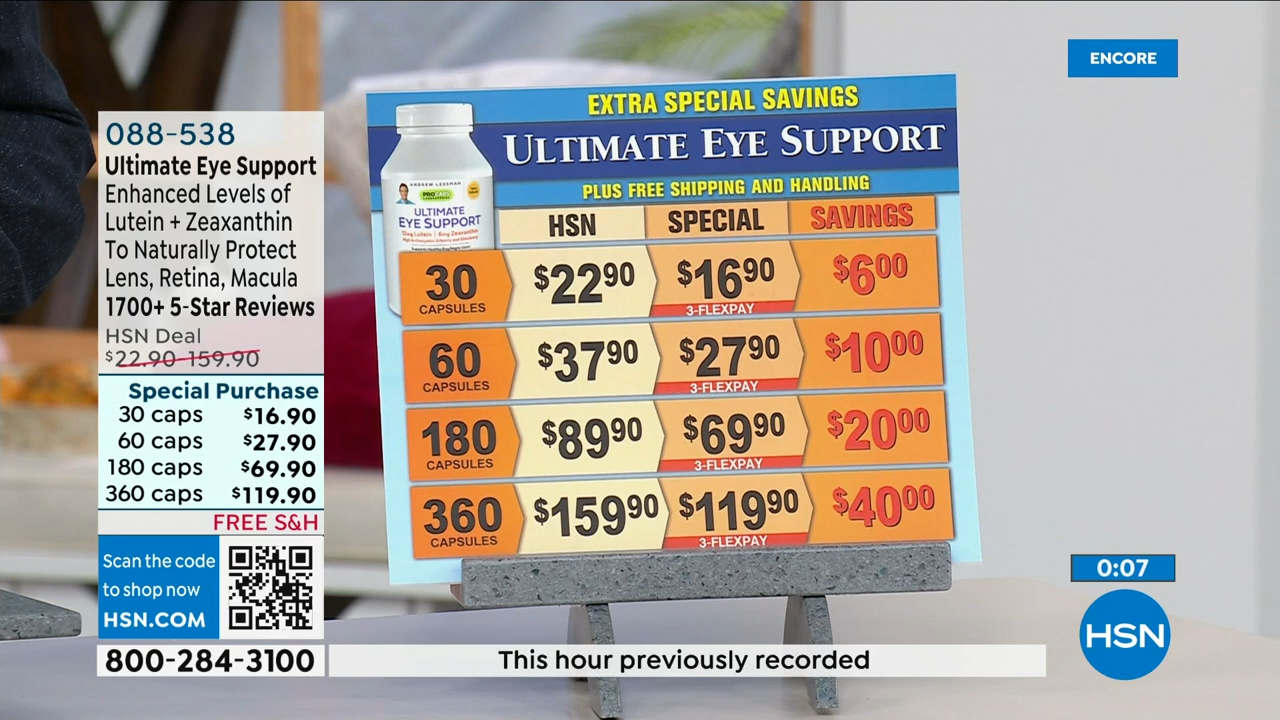 ENCORE
088-538
Ultimate Eye Support
Enhanced Levels of
Lutein + Zeaxanthin
To Naturally Protect
Lens, Retina, Macula
1700+ 5-Star Reviews
HSN Deal
$22.90-159.90
Special Purchase
30 caps $16.90
60 caps $27.90
180 caps $69.90
360 caps $119.90
FREE S&H
Scan the code
to shop now
HSN.COM
800-284-3100
This hour previously recorded
EXTRA SPECIAL SAVINGS
ULTIMATE EYE SUPPORT
PLUS FREE SHIPPING AND HANDLING
HSN SPECIAL SAVINGS
30 CAPSULES $22.90 $16.90 3-FLEXPAY $6.00
60 CAPSULES $37.90 $27.90 3-FLEXPAY $10.00
180 CAPSULES $89.90 $69.90 3-FLEXPAY $20.00
360 CAPSULES $159.90 $119.90 3-FLEXPAY $40.00
ANDREW LESSMAN
PROCAPS
ULTIMATE
EYE SUPPORT
0:07
HSN